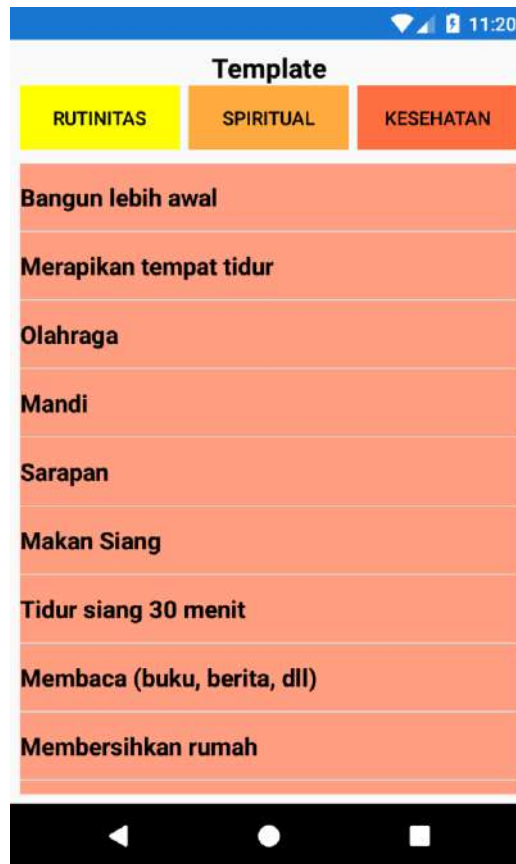 11:20
Template
RUTINITAS SPIRITUAL KESEHATAN
Bangun lebih awal
Merapikan tempat tidur
Olahraga
Mandi
Sarapan
Makan Siang
Tidur siang 30 menit
Membaca (buku, berita, dll)
Membersihkan rumah